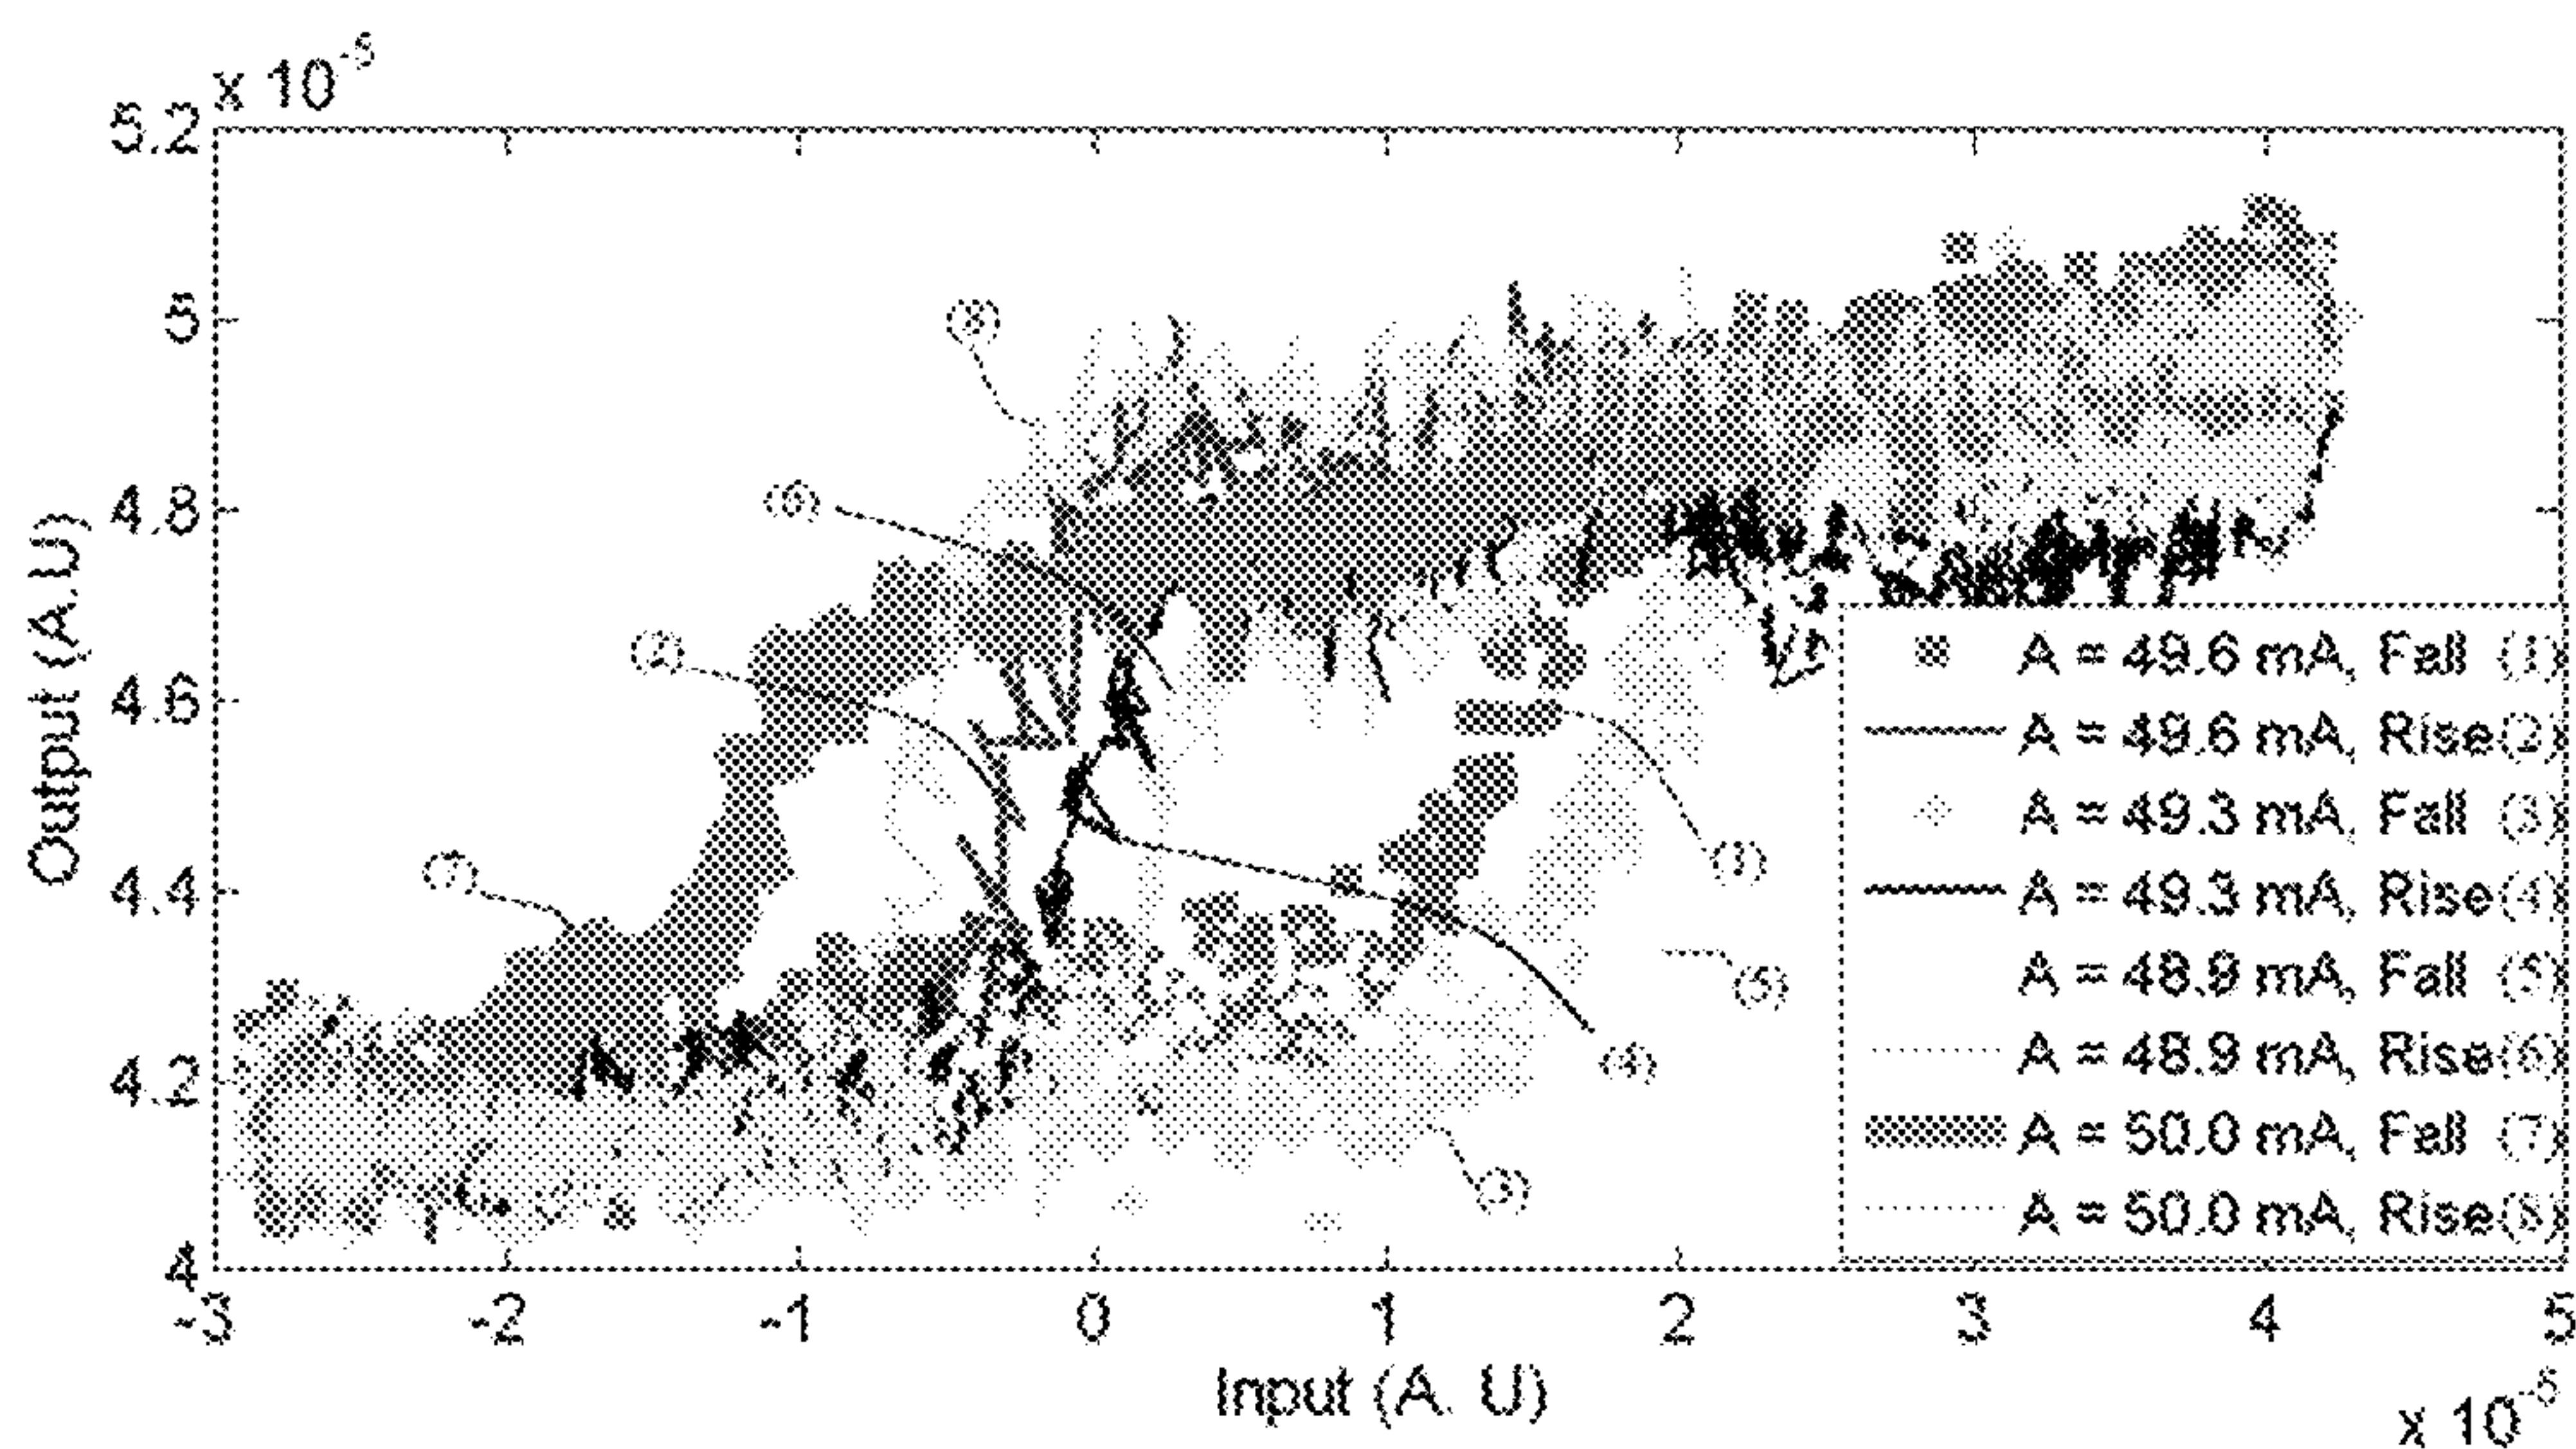 x 10^-5
5.2
5
4.8
4.6
4.4
4.2
4
Output (A.U)
(8)
(6)
(2)
(7)
(1)
(5)
(4)
(3)
A = 49.6 mA, Fall (1)
A = 49.6 mA, Rise (2)
A = 49.3 mA, Fall (3)
A = 49.3 mA, Rise (4)
A = 48.9 mA, Fall (5)
A = 48.9 mA, Rise (6)
A = 50.0 mA, Fall (7)
A = 50.0 mA, Rise (8)
-3 -2 -1 0 1 2 3 4 5
Input (A. U)
x 10^-5